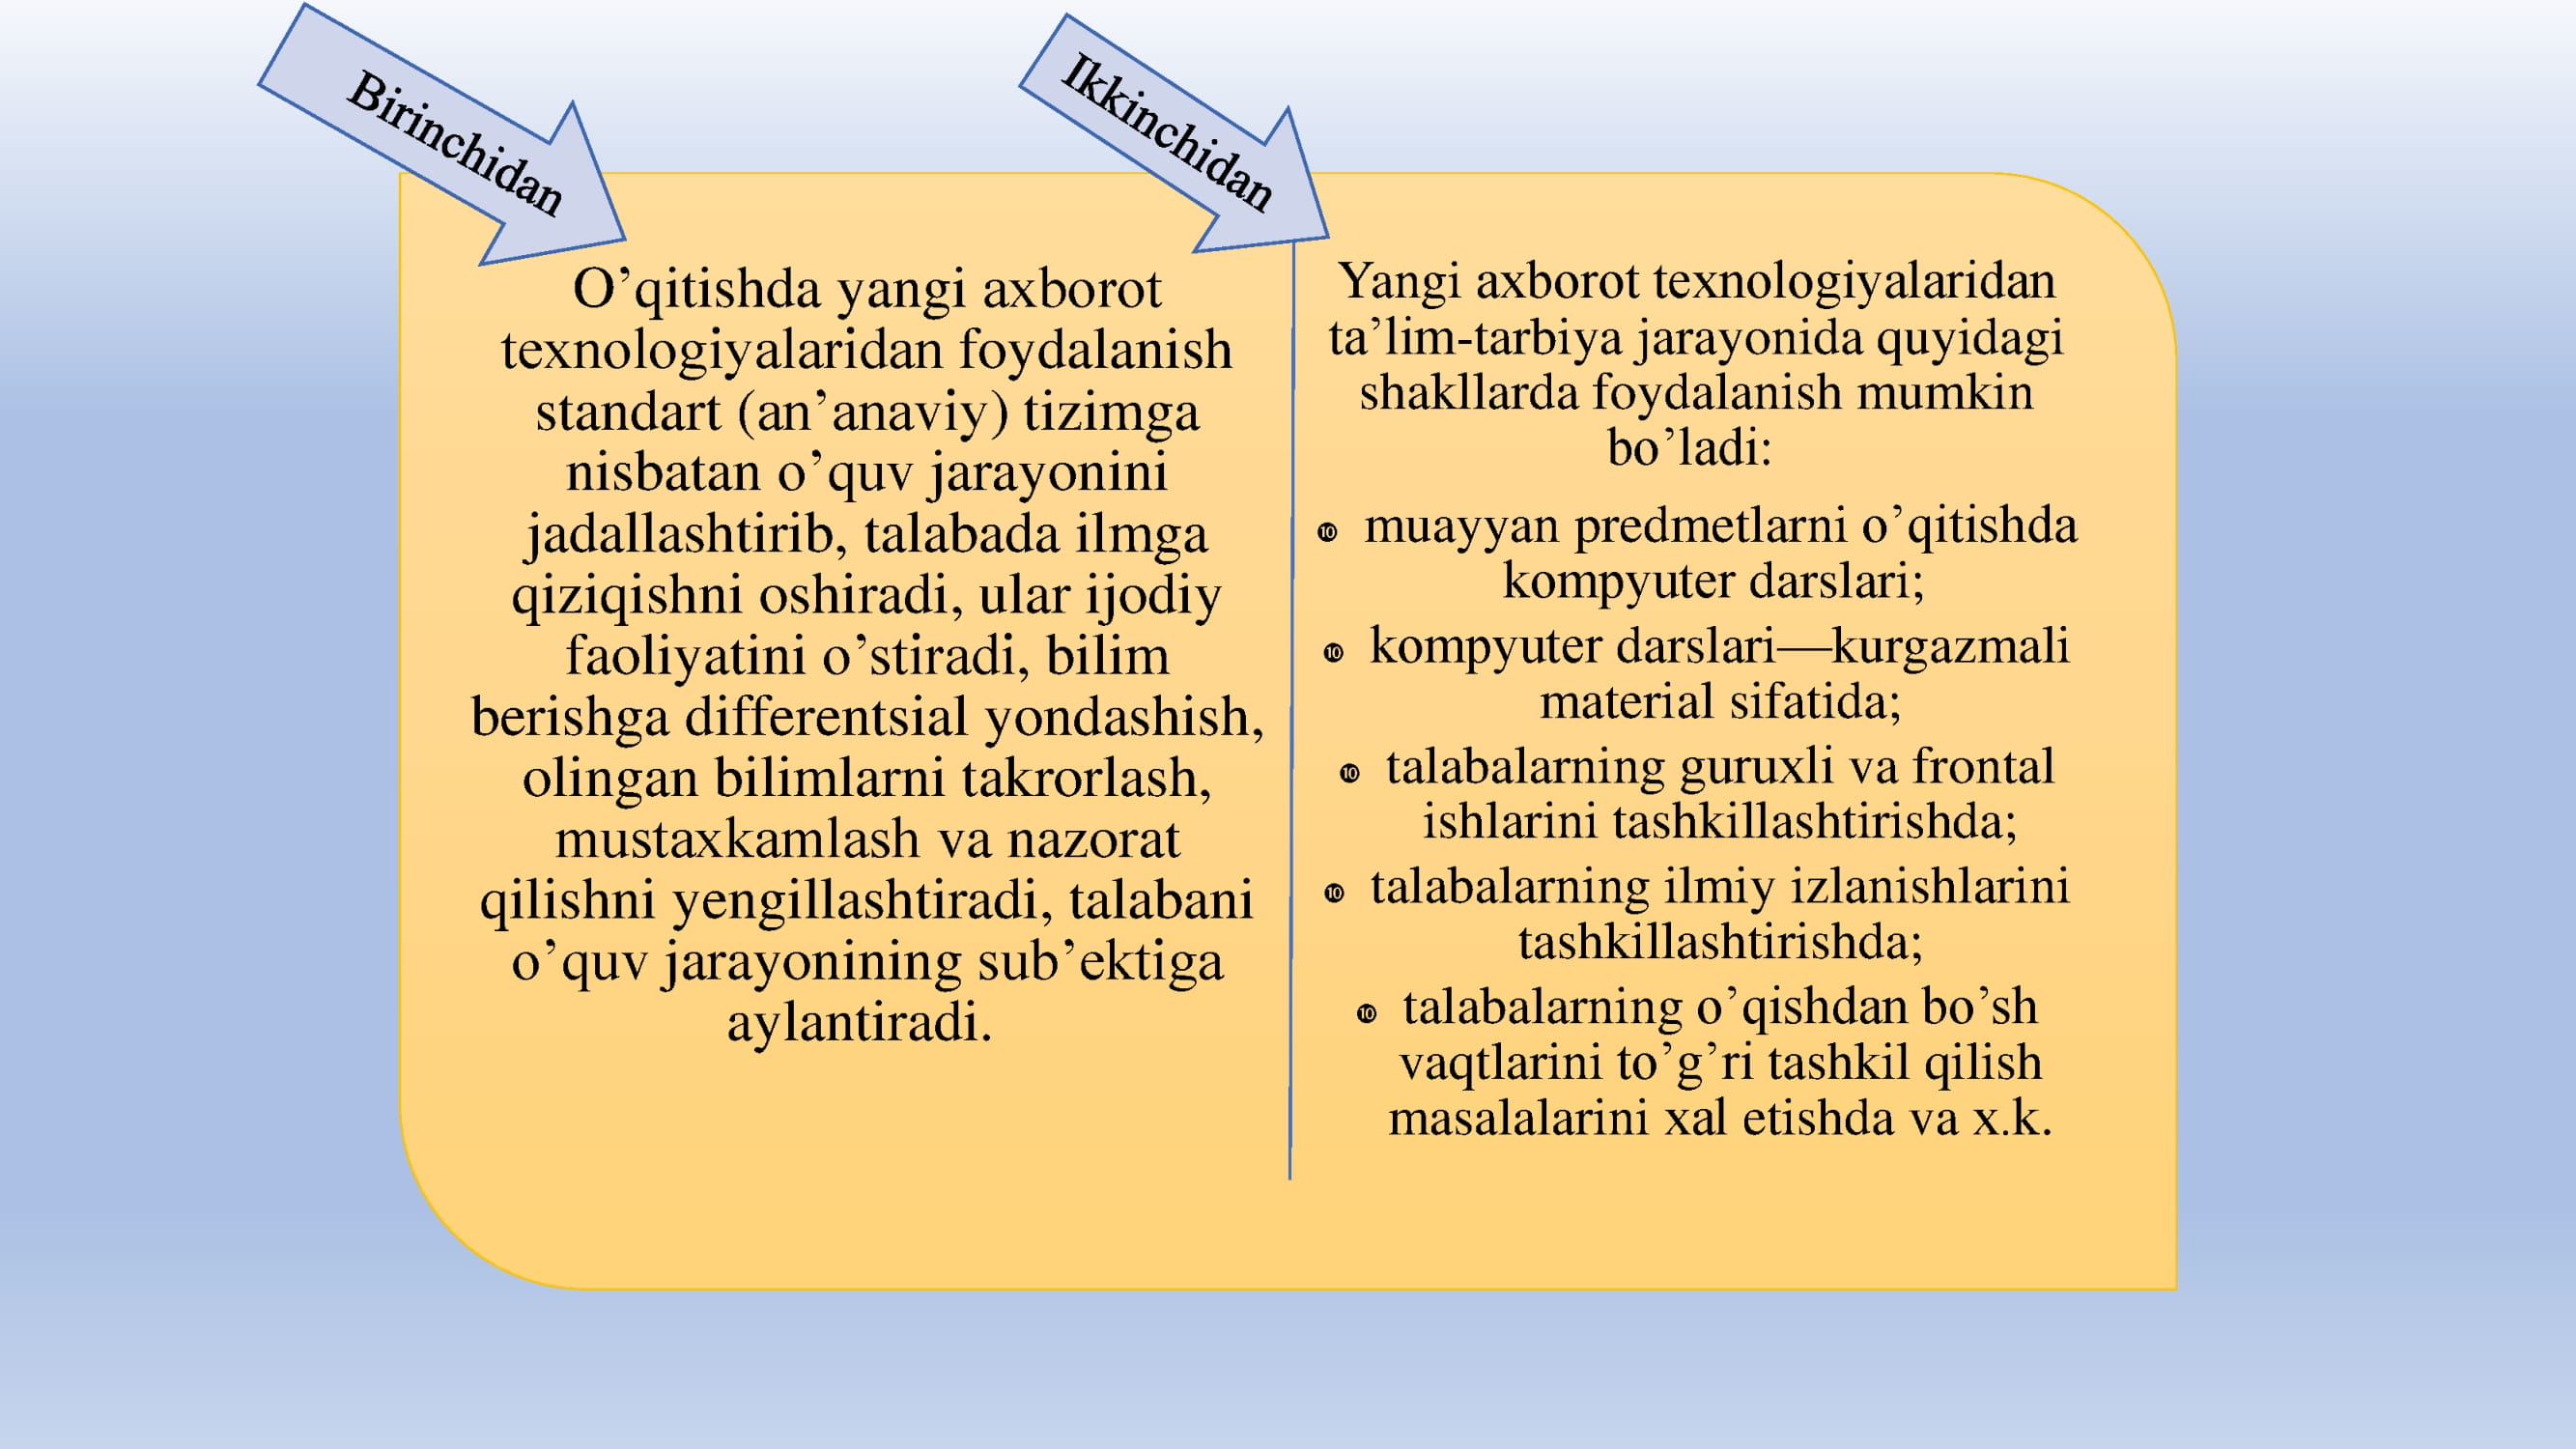 Birinchidan
O’qitishda yangi axborot
texnologiyalaridan foydalanish
standart (an’anaviy) tizimga
nisbatan o’quv jarayonini
jadallashtirib, talabada ilmga
qiziqishni oshiradi, ular ijodiy
faoliyatini o’stiradi, bilim
berishga differentsial yondashish,
olingan bilimlarni takrorlash,
mustaxkamlash va nazorat
qilishni yengillashtiradi, talabani
o’quv jarayonining sub’ektiga
aylantiradi.
Ikkinchidan
Yangi axborot texnologiyalaridan
ta’lim-tarbiya jarayonida quyidagi
shakllarda foydalanish mumkin
bo’ladi:
❿ muayyan predmetlarni o’qitishda
kompyuter darslari;
❿ kompyuter darslari—kurgazmali
material sifatida;
❿ talabalarning guruxli va frontal
ishlarini tashkillashtirishda;
❿ talabalarning ilmiy izlanishlarini
tashkillashtirishda;
❿ talabalarning o’qishdan bo’sh
vaqtlarini to’g’ri tashkil qilish
masalalarini xal etishda va x.k.